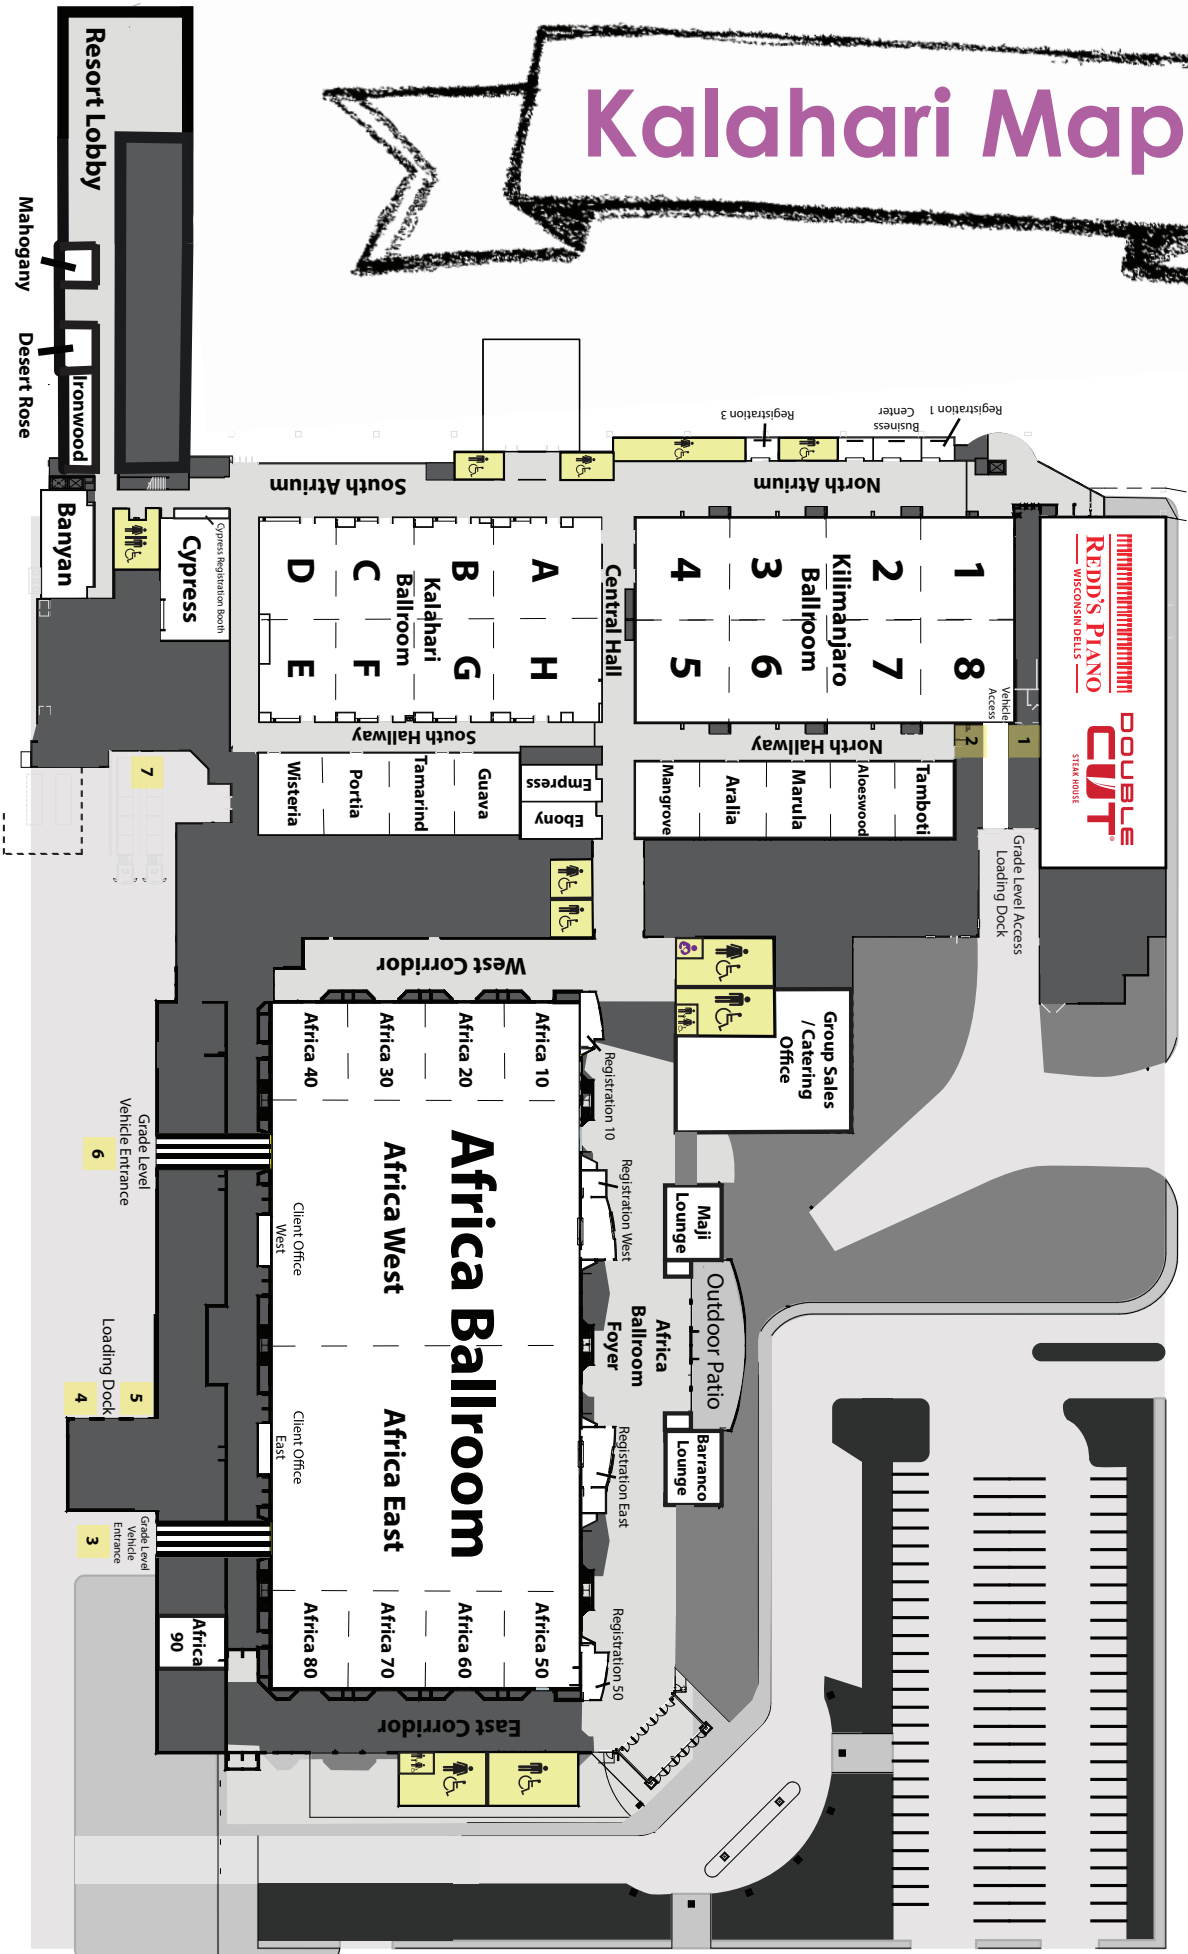 Kalahari Map
Resort Lobby
Mahogany
Desert Rose
Ironwood
Banyan
Cypress
Cypress Registration Booth
South Atrium
North Atrium
Registration 3
Business
Center
Registration 1
D
C
B
A
E
F
G
H
Kalahari
Ballroom
Central Hall
4
3
2
1
5
6
7
8
Kilimanjaro
Ballroom
REDD'S PIANO
WISCONSIN DELLS
DOUBLE
CUT
STEAK HOUSE
Vehicle
Access
2
1
South Hallway
North Hallway
Wisteria
Portia
Tamarind
Guava
Empress
Ebony
Mangrove
Aralia
Marula
Aloeswood
Tamboti
7
Grade Level Access
Loading Dock
West Corridor
Group Sales
/ Catering
Office
Africa 40
Africa 30
Africa 20
Africa 10
Registration 10
Registration West
Africa Ballroom
Africa West
Africa East
Client Office
West
Client Office
East
Grade Level
Vehicle Entrance
6
Loading Dock
5
4
Grade Level
Vehicle
Entrance
3
Maji
Lounge
Outdoor Patio
Africa
Ballroom
Foyer
Barranco
Lounge
Registration East
Registration 50
Africa 80
Africa 70
Africa 60
Africa 50
Africa
90
East Corridor